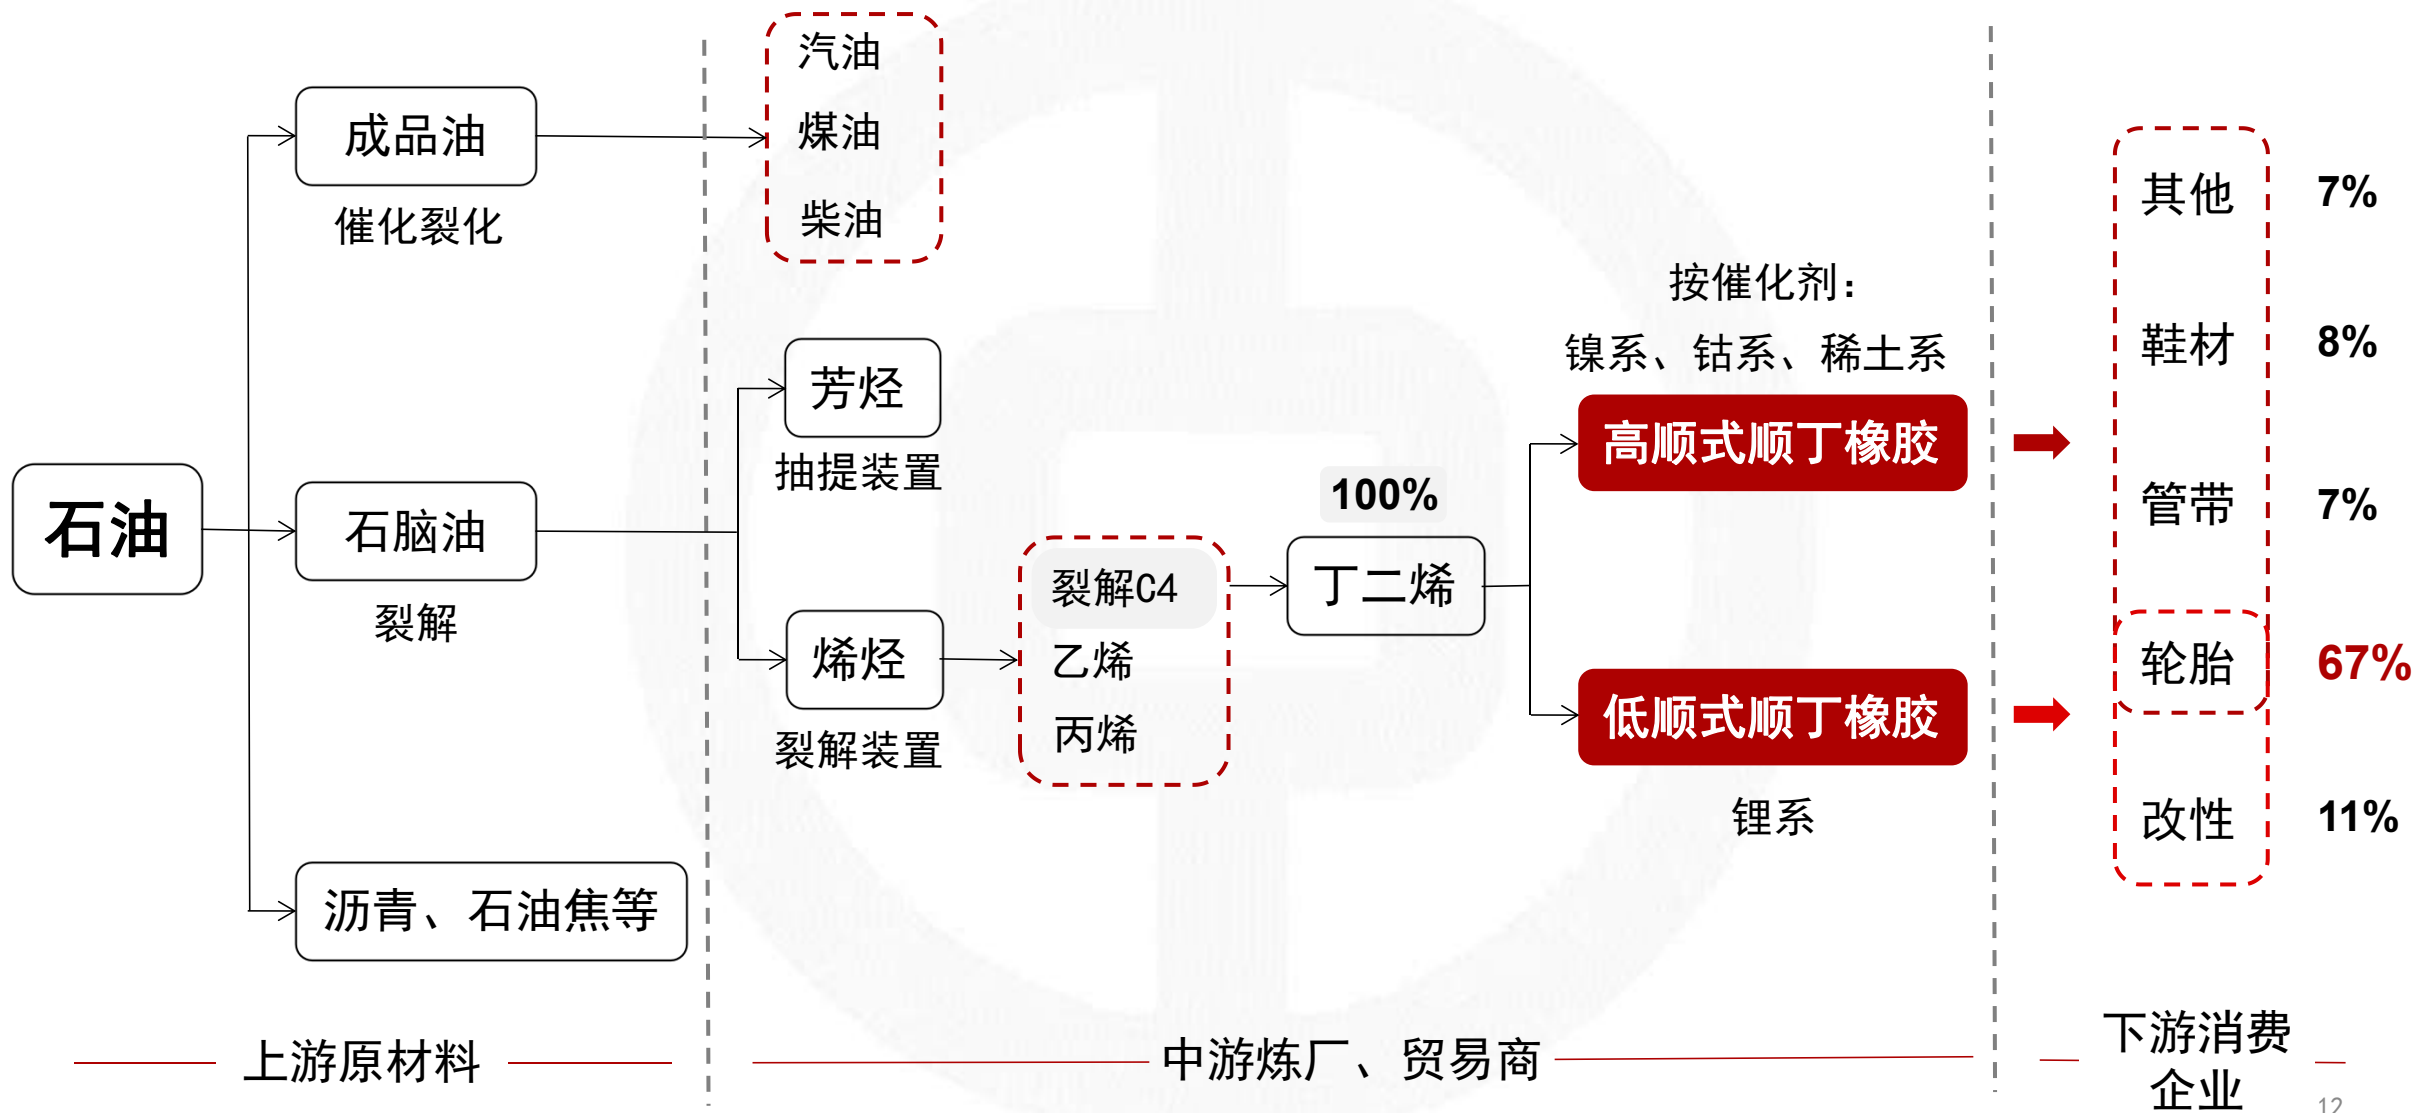 石油
成品油
催化裂化
石脑油
裂解
沥青、石油焦等
汽油
煤油
柴油
芳烃
抽提装置
烯烃
裂解装置
裂解C4
乙烯
丙烯
100%
丁二烯
按催化剂：
镍系、钴系、稀土系
高顺式顺丁橡胶
低顺式顺丁橡胶
锂系
其他 7%
鞋材 8%
管带 7%
轮胎 67%
改性 11%
上游原材料
中游炼厂、贸易商
下游消费
企业
12